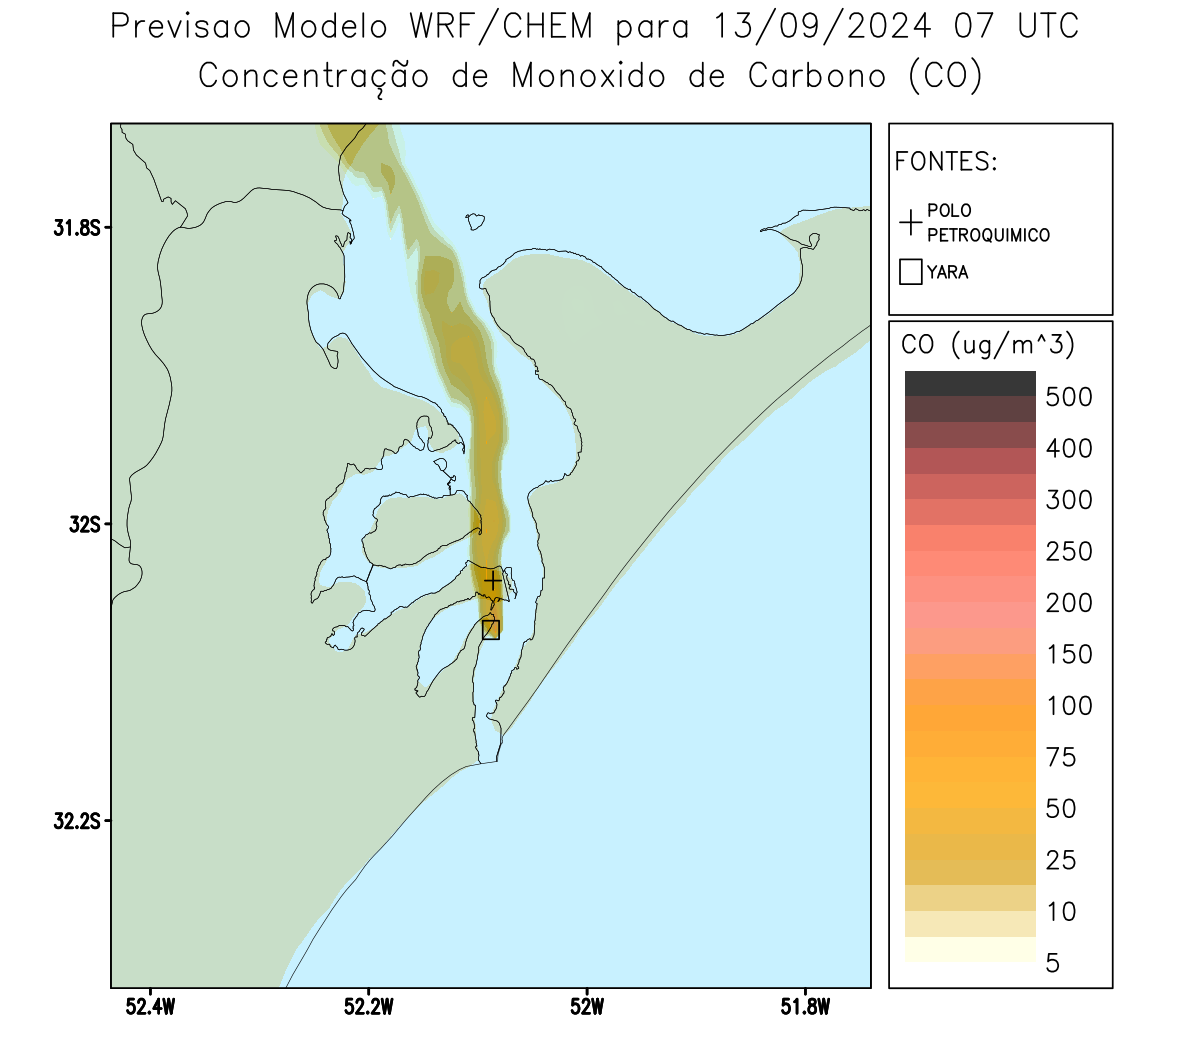 Previsao Modelo WRF/CHEM para 13/09/2024 07 UTC
Concentração de Monoxido de Carbono (CO)
FONTES:
POLO
PETROQUIMICO
YARA
CO (ug/m^3)
500
400
300
250
200
150
100
75
50
25
10
5
31.8S
32S
32.2S
52.4W
52.2W
52W
51.8W